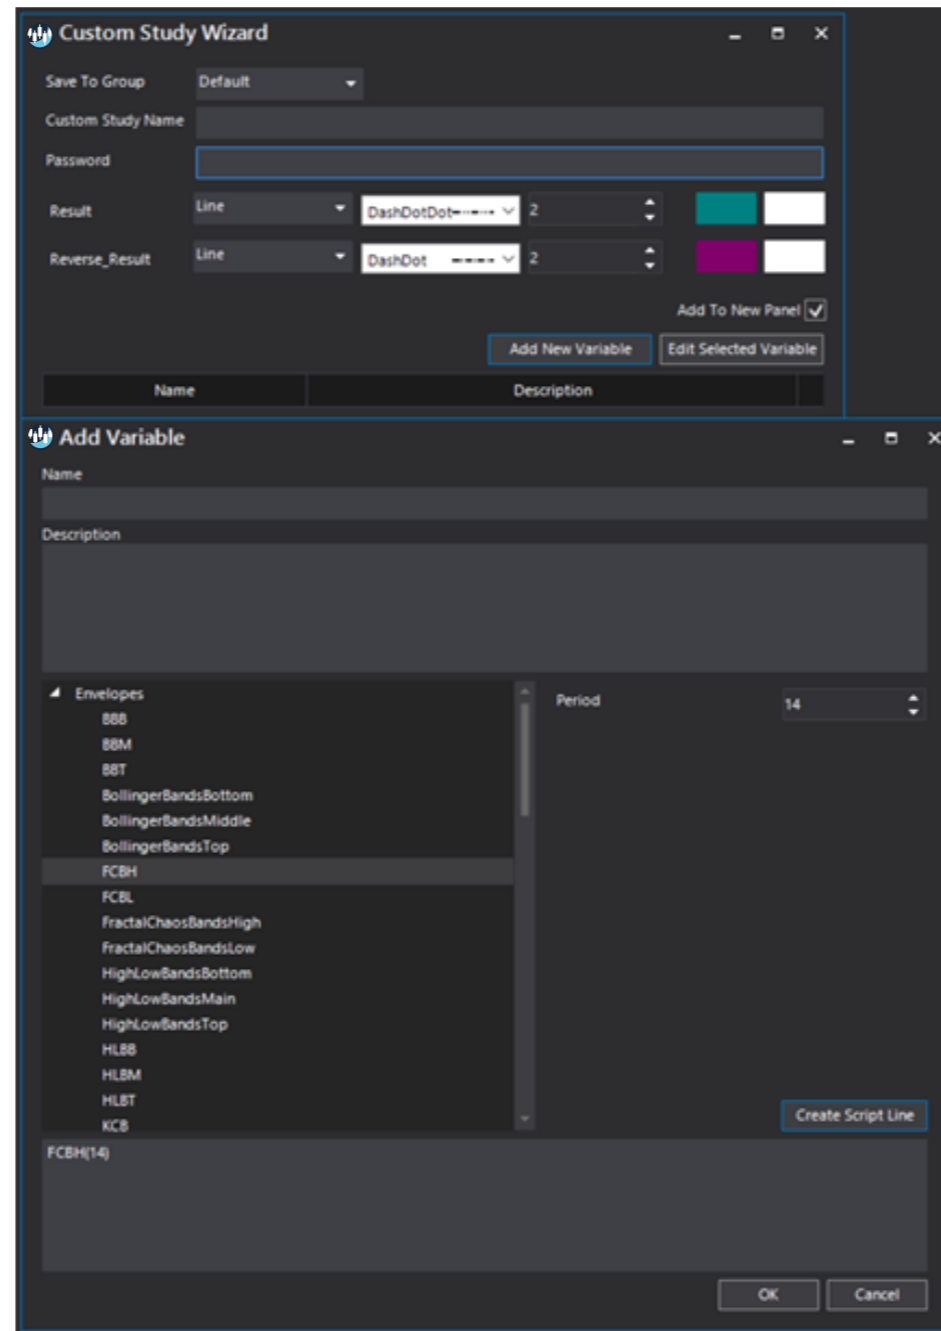 Custom Study Wizard
Save To Group Default
Custom Study Name
Password
Result Line DashDotDot 2
Reverse_Result Line DashDot 2
Add To New Panel
Add New Variable Edit Selected Variable
Name Description
Add Variable
Name
Description
Envelopes Period 14
BBB
BBM
BBT
BollingerBandsBottom
BollingerBandsMiddle
BollingerBandsTop
FCBH
FCBL
FractalChaosBandsHigh
FractalChaosBandsLow
HighLowBandsBottom
HighLowBandsMain
HighLowBandsTop
HLBB
HLBM
HLBT
KCB
Create Script Line
FCBH(14)
OK Cancel